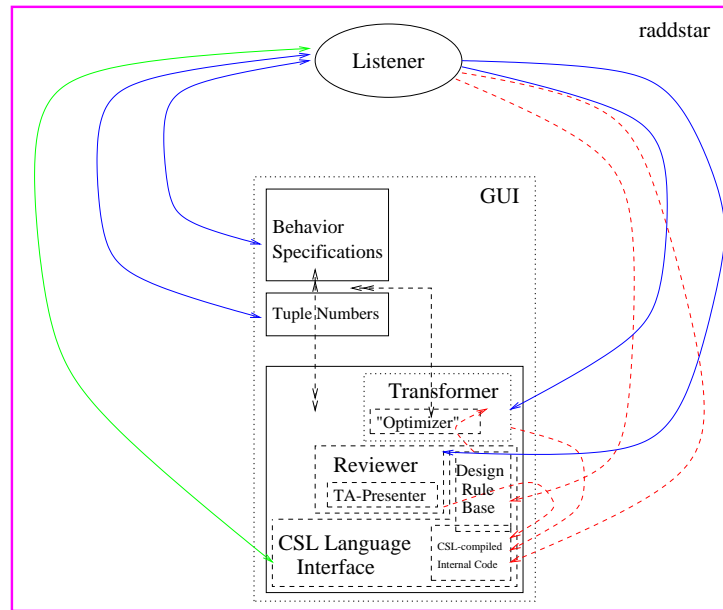 raddstar
Listener
GUI
Behavior
Specifications
Tuple Numbers
Transformer
"Optimizer"
Reviewer
TA-Presenter
Design
Rule
Base
CSL Language
Interface
CSL-compiled
Internal Code